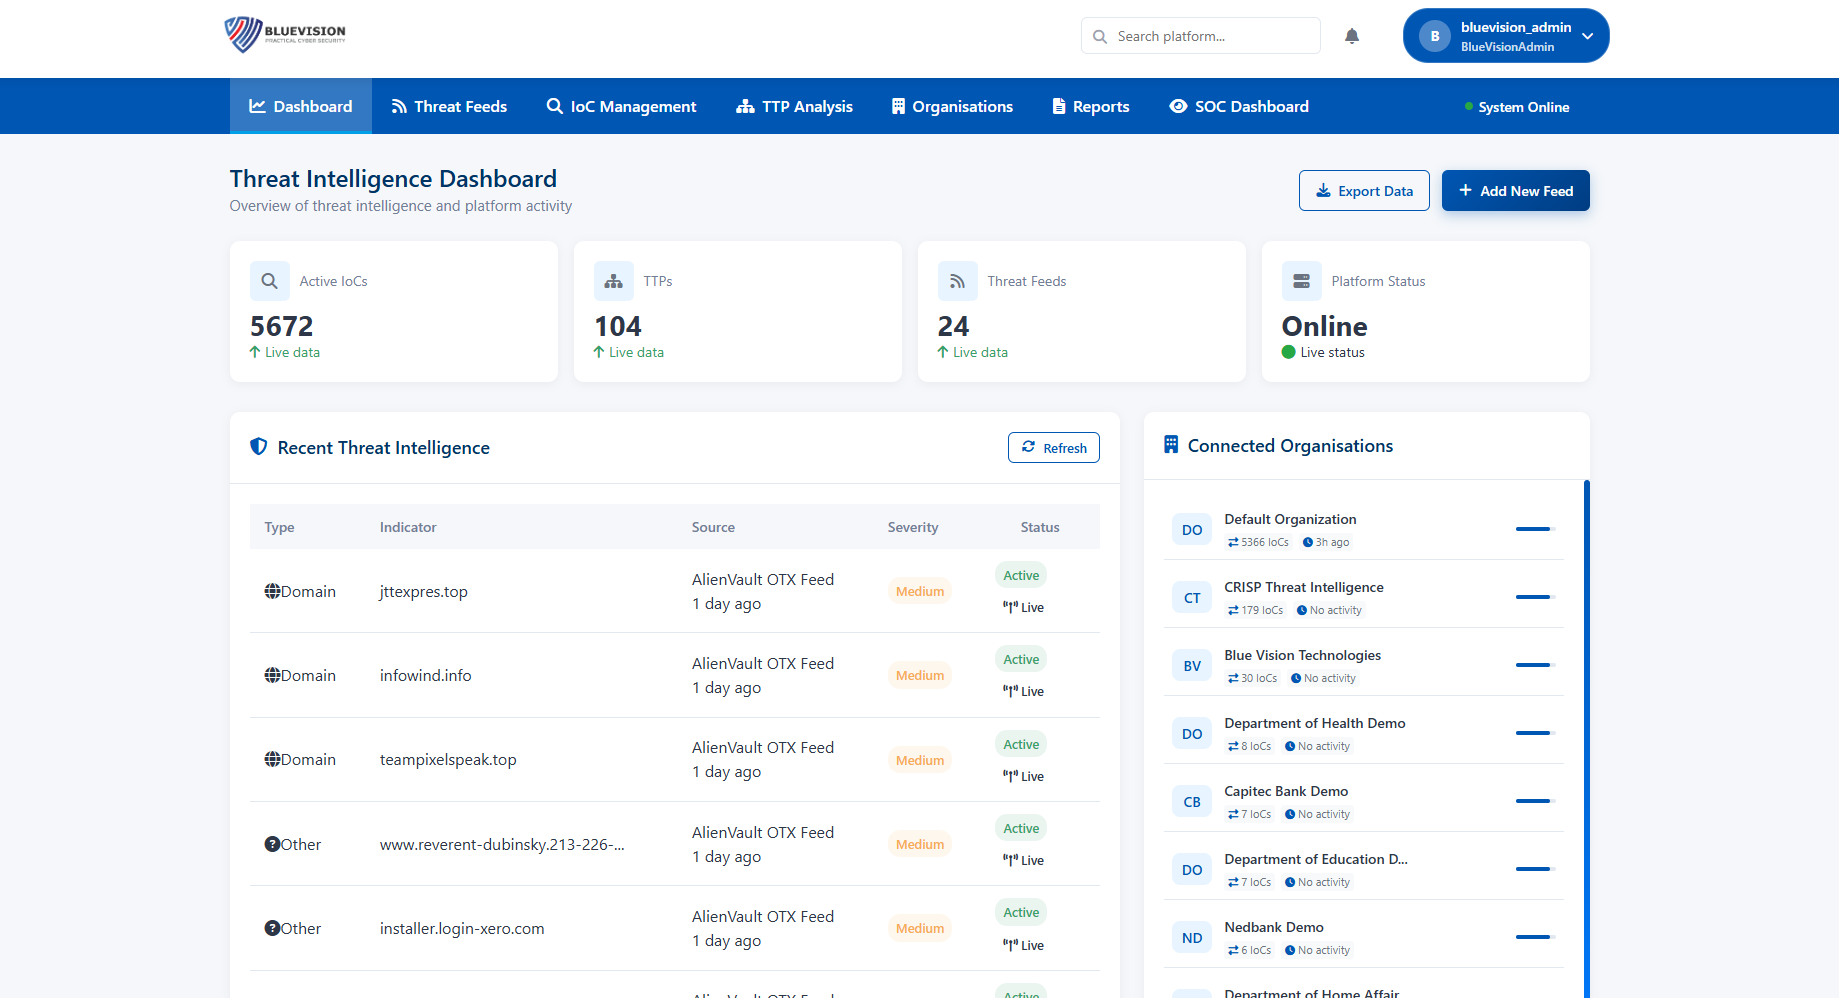 BLUEVISION
PRACTICAL CYBER SECURITY
Search platform...
B
bluevision_admin
BlueVisionAdmin
Dashboard
Threat Feeds
IoC Management
TTP Analysis
Organisations
Reports
SOC Dashboard
System Online
Threat Intelligence Dashboard
Overview of threat intelligence and platform activity
Export Data
Add New Feed
Active IoCs
5672
Live data
TTPs
104
Live data
Threat Feeds
24
Live data
Platform Status
Online
Live status
Recent Threat Intelligence
Refresh
Type Indicator Source Severity Status
Domain jttexpres.top AlienVault OTX Feed Medium Active
1 day ago Live
Domain infowind.info AlienVault OTX Feed Medium Active
1 day ago Live
Domain teampixelspeak.top AlienVault OTX Feed Medium Active
1 day ago Live
Other www.reverent-dubinsky.213-226-... AlienVault OTX Feed Medium Active
1 day ago Live
Other installer.login-xero.com AlienVault OTX Feed Medium Active
1 day ago Live
AlienVault OTX Feed Active
Connected Organisations
DO
Default Organization
5366 IoCs 3h ago
CT
CRISP Threat Intelligence
179 IoCs No activity
BV
Blue Vision Technologies
30 IoCs No activity
DO
Department of Health Demo
8 IoCs No activity
CB
Capitec Bank Demo
7 IoCs No activity
DO
Department of Education D...
7 IoCs No activity
ND
Nedbank Demo
6 IoCs No activity
Department of Home Affair